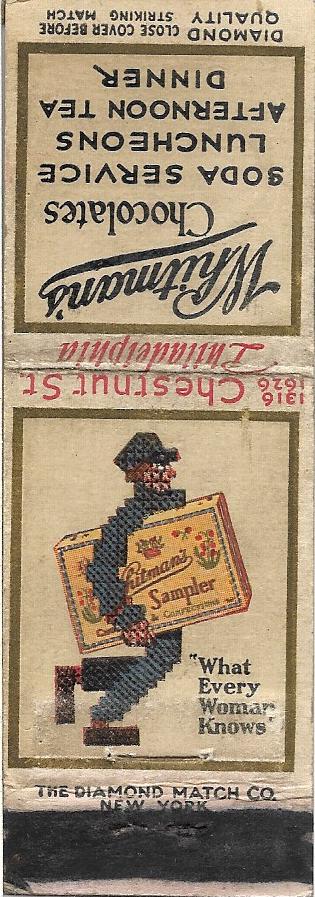 1316
1626 Chestnut St.
Philadelphia
Whitman's
Chocolates
SODA SERVICE
LUNCHEONS
AFTERNOON TEA
DINNER
DIAMOND CLOSE COVER BEFORE
QUALITY STRIKING MATCH
Whitman's
Sampler
"What
Every
Woman
Knows"
THE DIAMOND MATCH CO.
NEW YORK